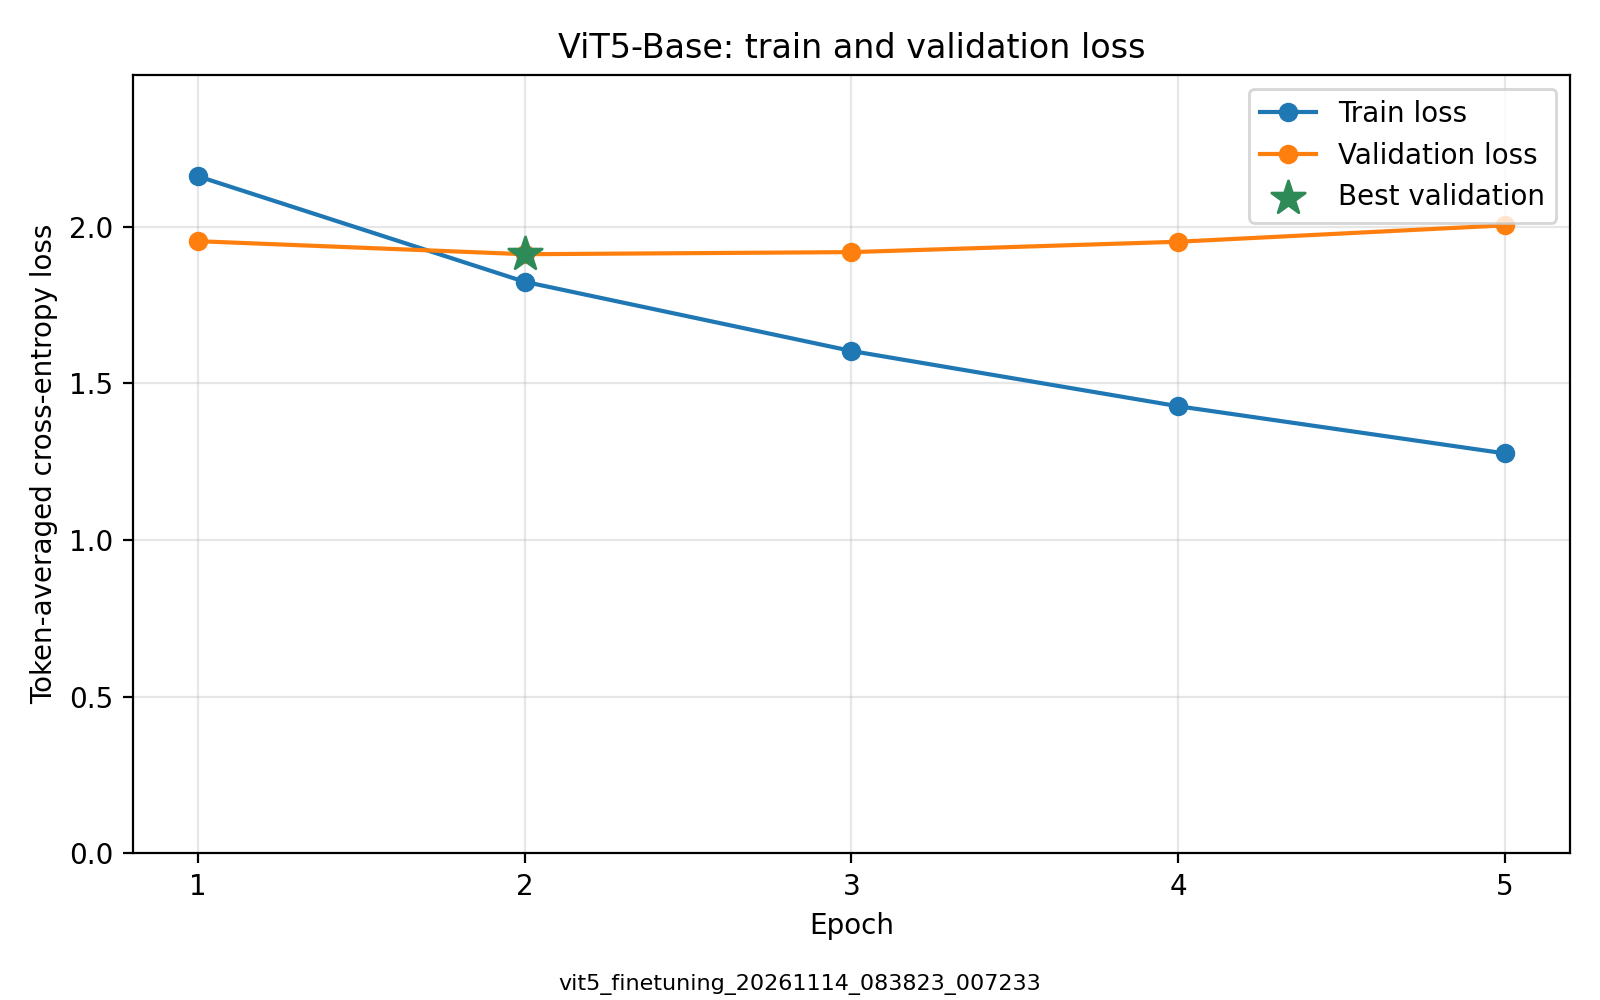 ViT5-Base: train and validation loss
Train loss
Validation loss
Best validation
Token-averaged cross-entropy loss
2.0
1.5
1.0
0.5
0.0
1 2 3 4 5
Epoch
vit5_finetuning_20261114_083823_007233